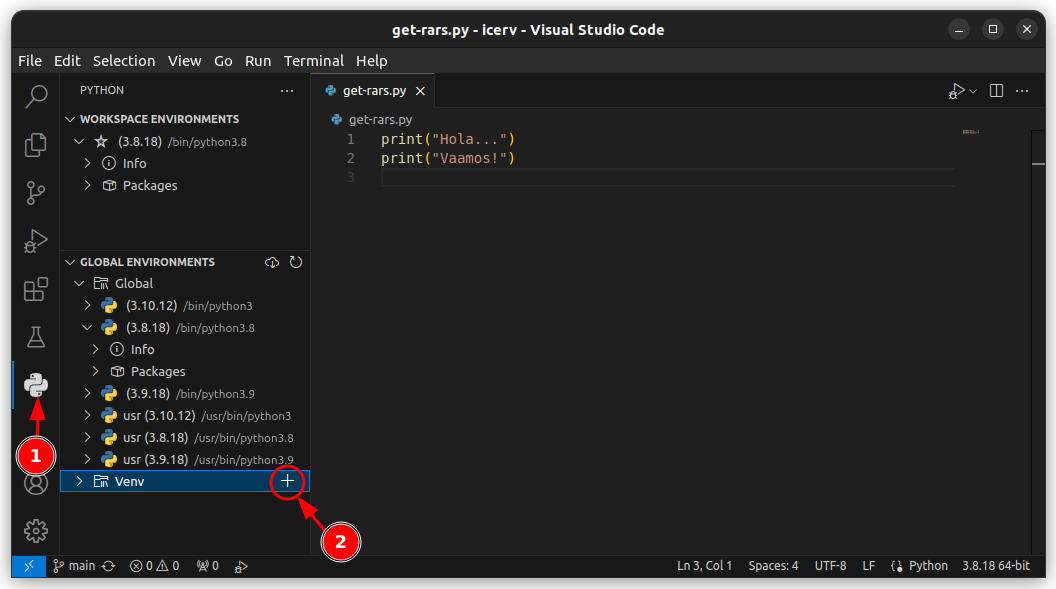 get-rars.py - icerv - Visual Studio Code
File Edit Selection View Go Run Terminal Help
PYTHON
WORKSPACE ENVIRONMENTS
(3.8.18) /bin/python3.8
Info
Packages
GLOBAL ENVIRONMENTS
Global
(3.10.12) /bin/python3
(3.8.18) /bin/python3.8
Info
Packages
(3.9.18) /bin/python3.9
usr (3.10.12) /usr/bin/python3
usr (3.8.18) /usr/bin/python3.8
usr (3.9.18) /usr/bin/python3.9
Venv
1
2
get-rars.py
get-rars.py
1 print("Hola...")
2 print("Vaamos!")
3
main 0 0 0 Ln 3, Col 1 Spaces: 4 UTF-8 LF Python 3.8.18 64-bit